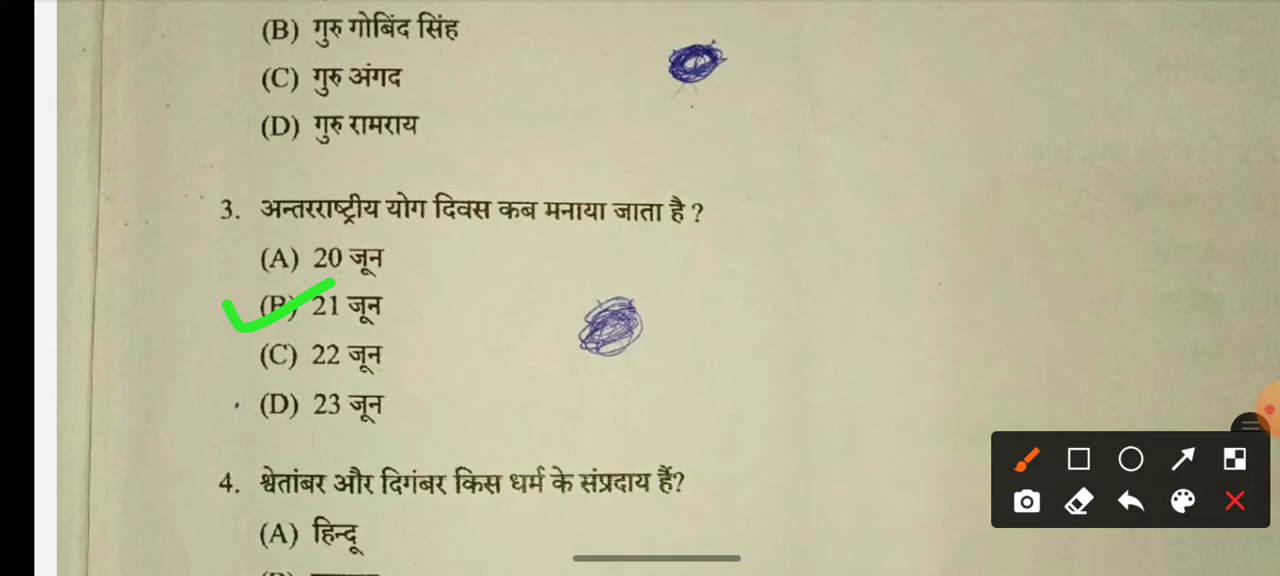 (B) गुरु गोबिंद सिंह
(C) गुरु अंगद
(D) गुरु रामराय
3. अन्तरराष्ट्रीय योग दिवस कब मनाया जाता है ?
(A) 20 जून
(B) 21 जून
(C) 22 जून
(D) 23 जून
4. श्वेतांबर और दिगंबर किस धर्म के संप्रदाय हैं?
(A) हिन्दू